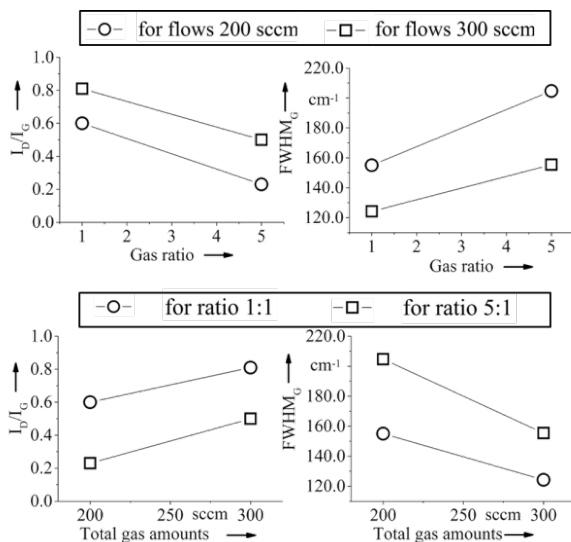 for flows 200 sccm for flows 300 sccm
I_D/I_G
1.0
0.8
0.6
0.4
0.2
0.0
1 2 3 4 5
Gas ratio
FWHM_G
cm⁻¹
220.0
200.0
180.0
160.0
140.0
120.0
1 2 3 4 5
Gas ratio
for ratio 1:1 for ratio 5:1
I_D/I_G
1.0
0.8
0.6
0.4
0.2
0.0
200 250 sccm 300
Total gas amounts
FWHM_G
cm⁻¹
220.0
200.0
180.0
160.0
140.0
120.0
200 250 sccm 300
Total gas amounts